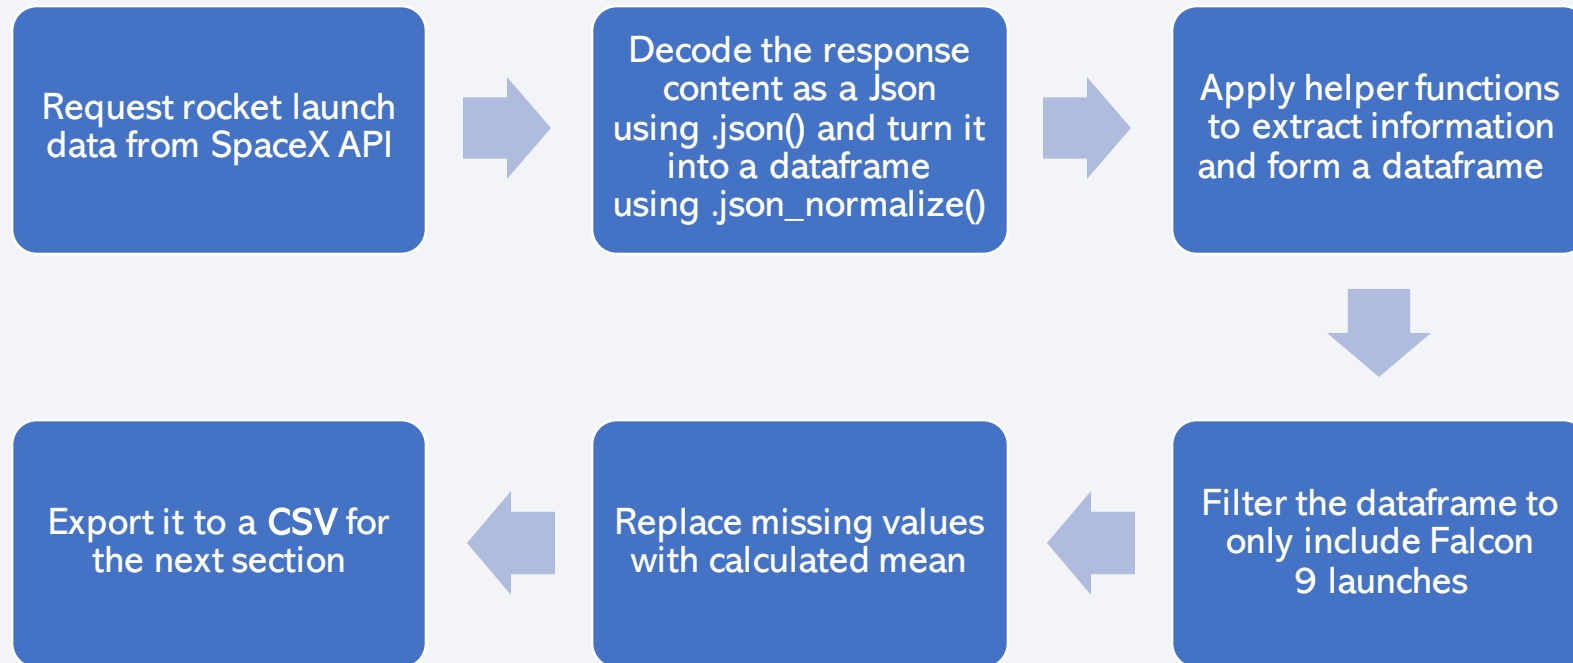 Request rocket launch
data from SpaceX API
Decode the response
content as a Json
using .json() and turn it
into a dataframe
using .json_normalize()
Apply helper functions
to extract information
and form a dataframe
Filter the dataframe to
only include Falcon
9 launches
Replace missing values
with calculated mean
Export it to a CSV for
the next section